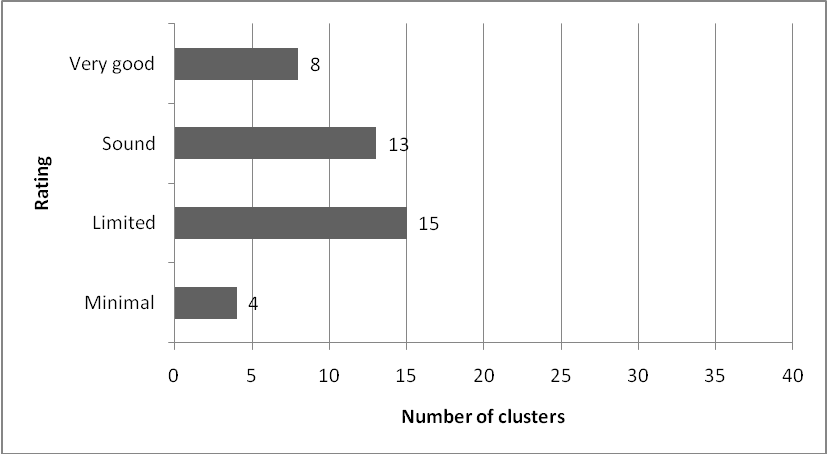 Very good 8
Sound 13
Limited 15
Minimal 4
Rating
0 5 10 15 20 25 30 35 40
Number of clusters